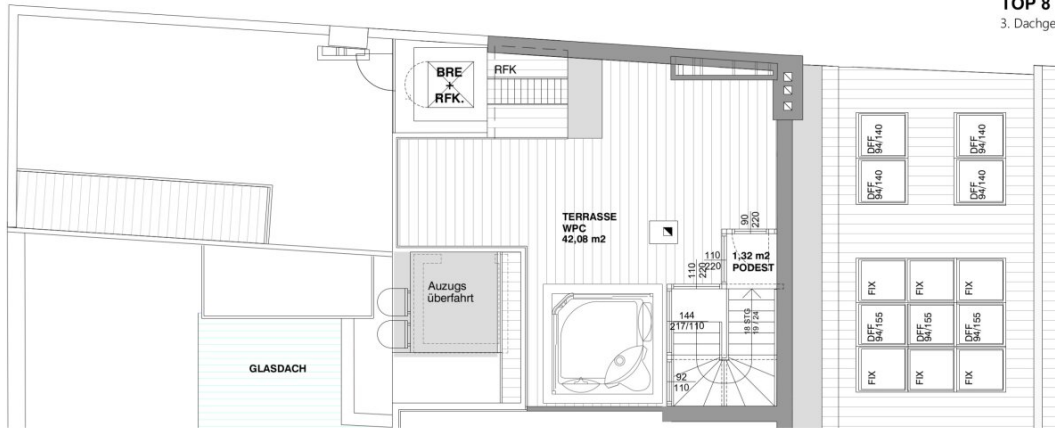 TOP 8
3. Dachge
BRE
+
RFK.
RFK
DFF
94/140
DFF
94/140
DFF
94/140
DFF
94/140
TERRASSE
WPC
42,08 m2
90
220
110
220
1,32 m2
PODEST
110
220
Auzugs
überfahrt
144
217/110
18 STG
19 / 24
92
110
GLASDACH
FIX
FIX
FIX
DFF
94/155
DFF
94/155
DFF
94/155
FIX
FIX
FIX